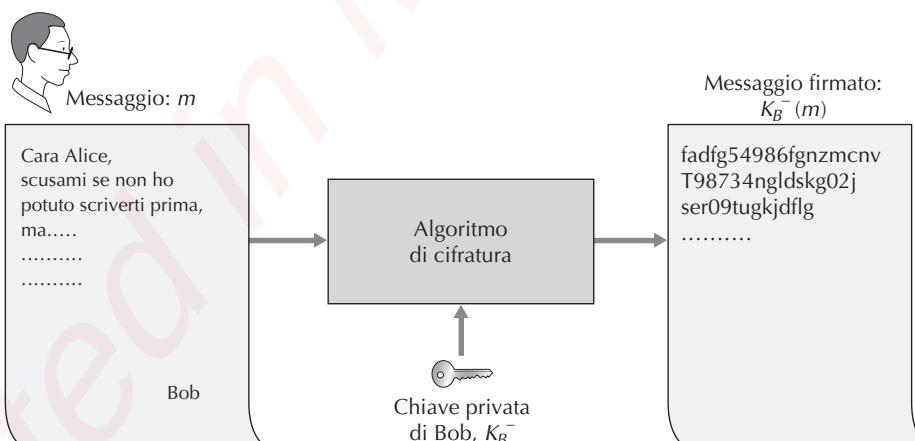 Messaggio: m
Cara Alice,
scusami se non ho
potuto scriverti prima,
ma.....
..........
..........
Bob
Algoritmo
di cifratura
Chiave privata
di Bob, K_B^-
Messaggio firmato:
K_B^- (m)
fadfg54986fgnzmcnv
T98734ngldskg02j
ser09tugkjdflg
..........